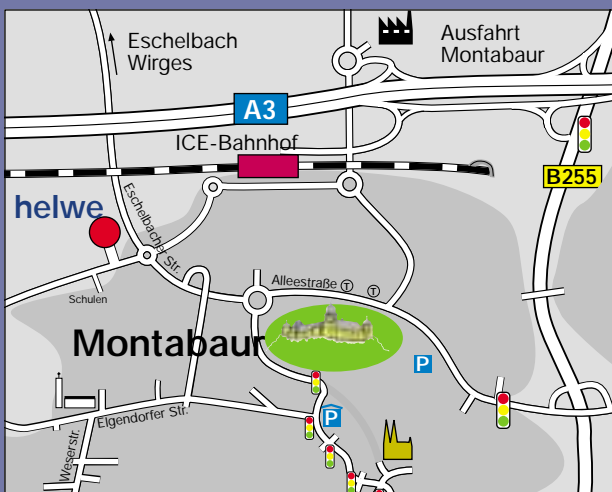 Eschelbach
Wirges
Ausfahrt
Montabaur
A3
ICE-Bahnhof
B255
helwe
Eschelbacher Str.
Schulen
Alleestraße T T
Montabaur
P
Elgendorfer Str.
P
Weserstr.